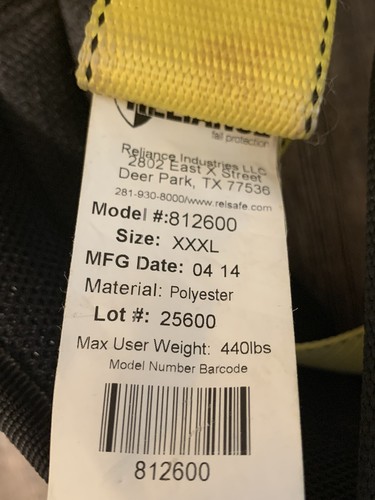 RELIANCE
fall protection
Reliance Industries LLC
2802 East X Street
Deer Park, TX 77536
281-930-8000/www.relsafe.com
Model #:812600
Size: XXXL
MFG Date: 04 14
Material: Polyester
Lot #: 25600
Max User Weight: 440lbs
Model Number Barcode
812600